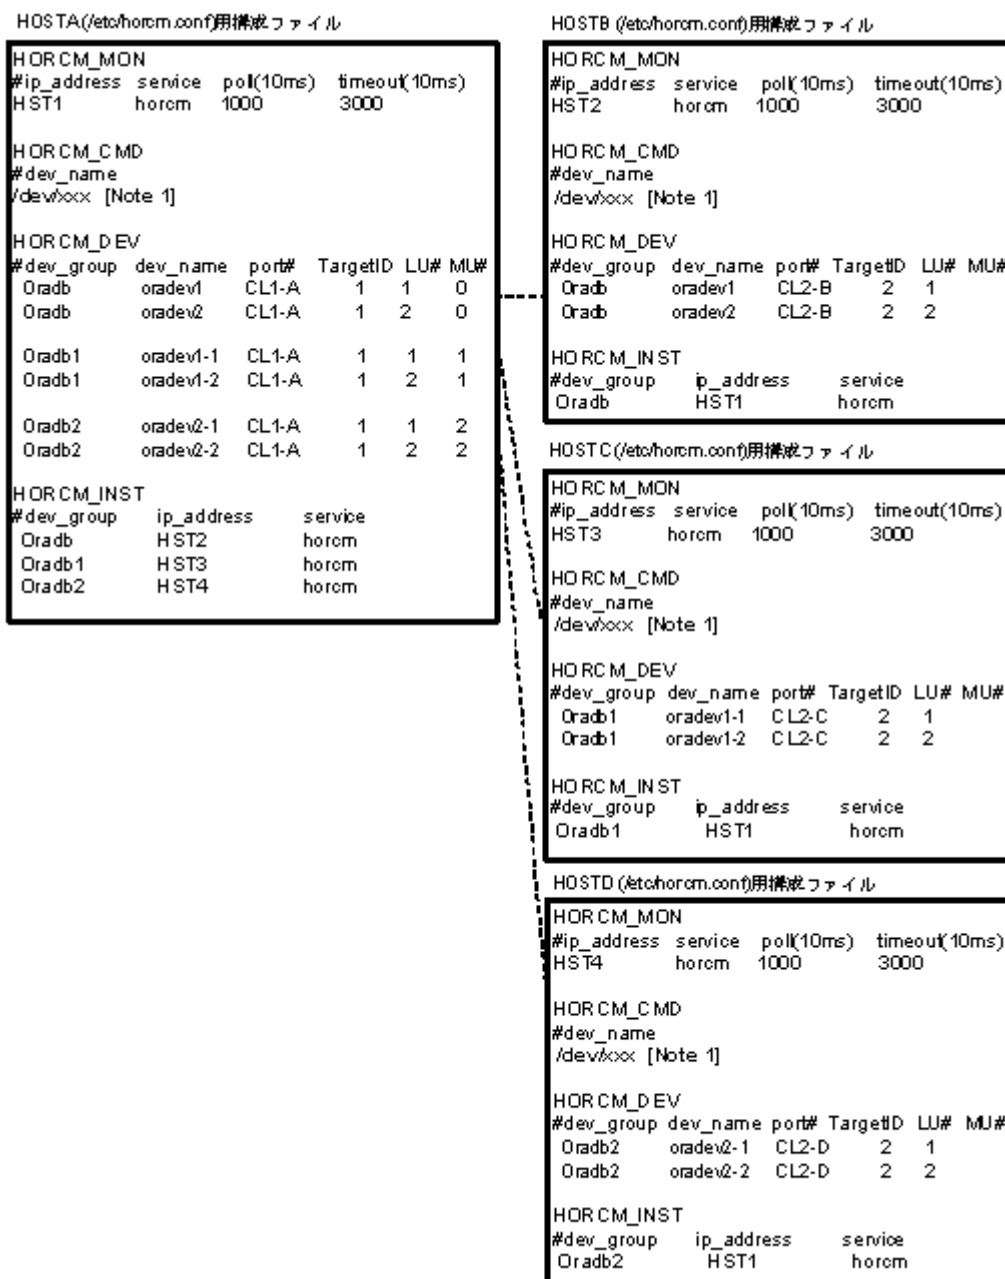 HOSTA(/etc/horcm.conf)用構成ファイル
HORCM_MON
#ip_address service poll(10ms) timeout(10ms)
HST1 horcm 1000 3000
HORCM_CMD
#dev_name
/dev/xxx [Note 1]
HORCM_DEV
#dev_group dev_name port# TargetID LU# MU#
Oradb oradev1 CL1-A 1 1 0
Oradb oradev2 CL1-A 1 2 0
Oradb1 oradev1-1 CL1-A 1 1 1
Oradb1 oradev1-2 CL1-A 1 2 1
Oradb2 oradev2-1 CL1-A 1 1 2
Oradb2 oradev2-2 CL1-A 1 2 2
HORCM_INST
#dev_group ip_address service
Oradb HST2 horcm
Oradb1 HST3 horcm
Oradb2 HST4 horcm
HOSTB (/etc/horcm.conf)用構成ファイル
HORCM_MON
#ip_address service poll(10ms) timeout(10ms)
HST2 horcm 1000 3000
HORCM_CMD
#dev_name
/dev/xxx [Note 1]
HORCM_DEV
#dev_group dev_name port# TargetID LU# MU#
Oradb oradev1 CL2-B 2 1
Oradb oradev2 CL2-B 2 2
HORCM_INST
#dev_group ip_address service
Oradb HST1 horcm
HOSTC(/etc/horcm.conf)用構成ファイル
HORCM_MON
#ip_address service poll(10ms) timeout(10ms)
HST3 horcm 1000 3000
HORCM_CMD
#dev_name
/dev/xxx [Note 1]
HORCM_DEV
#dev_group dev_name port# TargetID LU# MU#
Oradb1 oradev1-1 CL2-C 2 1
Oradb1 oradev1-2 CL2-C 2 2
HORCM_INST
#dev_group ip_address service
Oradb1 HST1 horcm
HOSTD (/etc/horcm.conf)用構成ファイル
HORCM_MON
#ip_address service poll(10ms) timeout(10ms)
HST4 horcm 1000 3000
HORCM_CMD
#dev_name
/dev/xxx [Note 1]
HORCM_DEV
#dev_group dev_name port# TargetID LU# MU#
Oradb2 oradev2-1 CL2-D 2 1
Oradb2 oradev2-2 CL2-D 2 2
HORCM_INST
#dev_group ip_address service
Oradb2 HST1 horcm